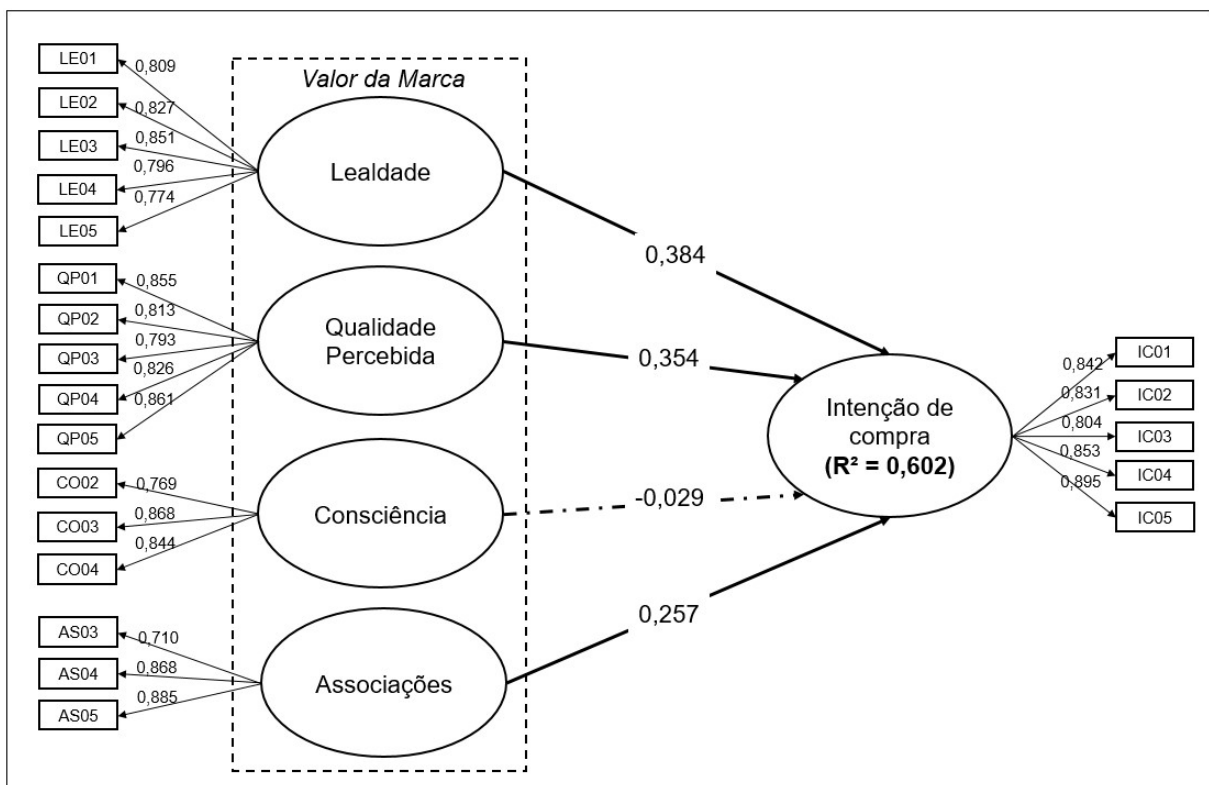 Valor da Marca
LE01
0,809
LE02
0,827
LE03
0,851
LE04
0,796
LE05
0,774
Lealdade
0,384
QP01
0,855
QP02
0,813
QP03
0,793
QP04
0,826
QP05
0,861
Qualidade
Percebida
0,354
CO02
0,769
CO03
0,868
CO04
0,844
Consciência
-0,029
AS03
0,710
AS04
0,868
AS05
0,885
Associações
0,257
Intenção de
compra
(R² = 0,602)
IC01
0,842
IC02
0,831
IC03
0,804
IC04
0,853
IC05
0,895